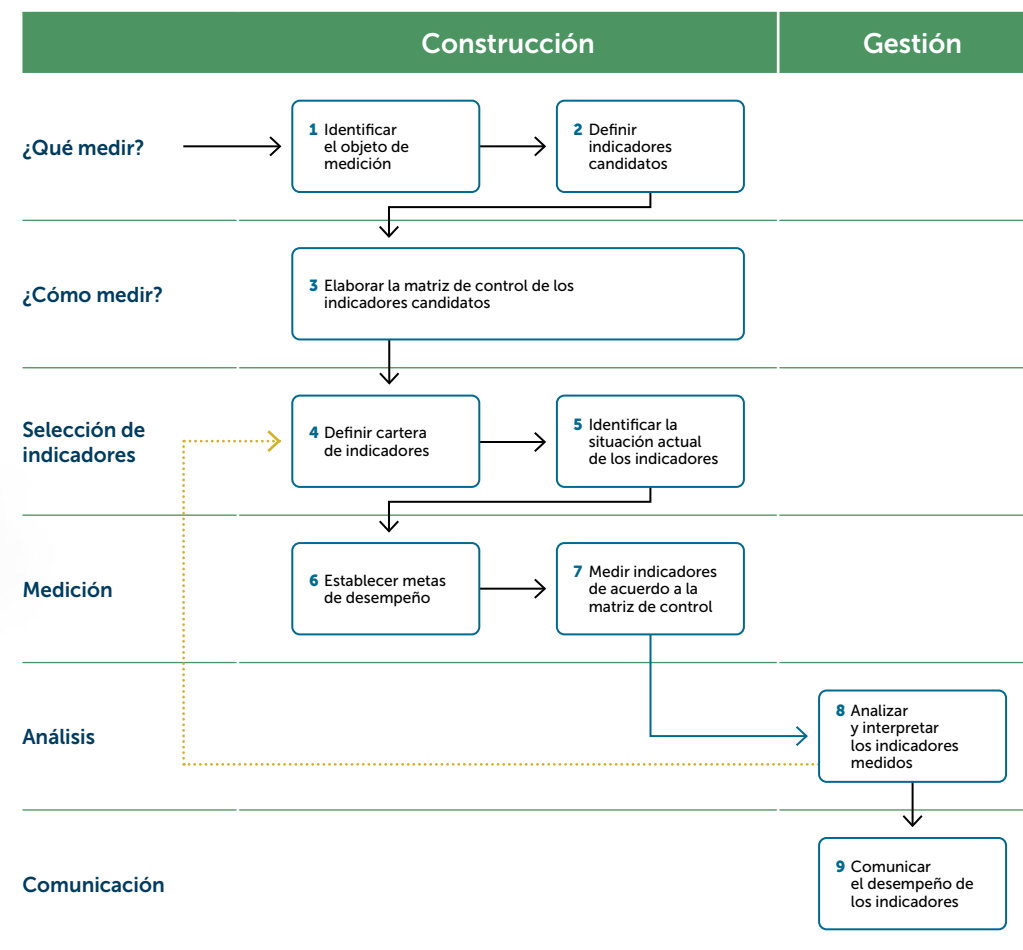 Construcción
Gestión
¿Qué medir?
1 Identificar
el objeto de
medición
2 Definir
indicadores
candidatos
¿Cómo medir?
3 Elaborar la matriz de control de los
indicadores candidatos
Selección de
indicadores
4 Definir cartera
de indicadores
5 Identificar la
situación actual
de los indicadores
Medición
6 Establecer metas
de desempeño
7 Medir indicadores
de acuerdo a la
matriz de control
Análisis
8 Analizar
y interpretar
los indicadores
medidos
Comunicación
9 Comunicar
el desempeño de
los indicadores